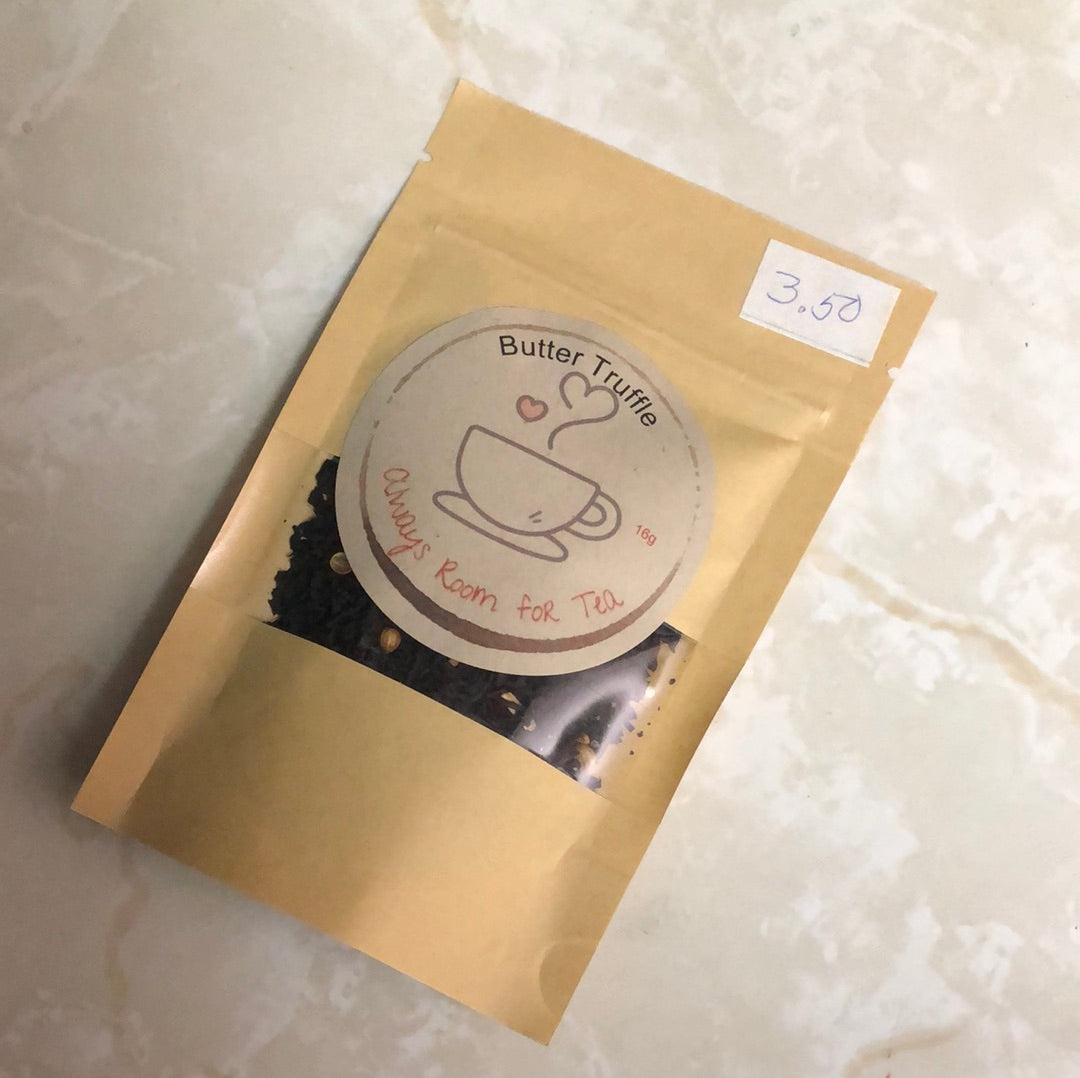 3.50
Butter Truffle
16g
always Room for Tea